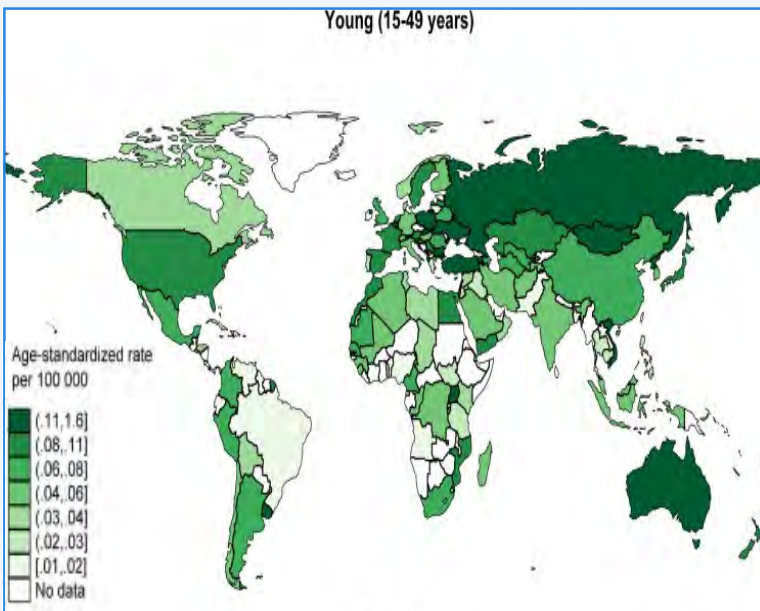 Young (15-49 years)
Age-standardized rate
per 100 000
(.11,1.6]
(.08,.11]
(.06,.08]
(.04,.06]
(.03,.04]
(.02,.03]
[.01,.02]
No data